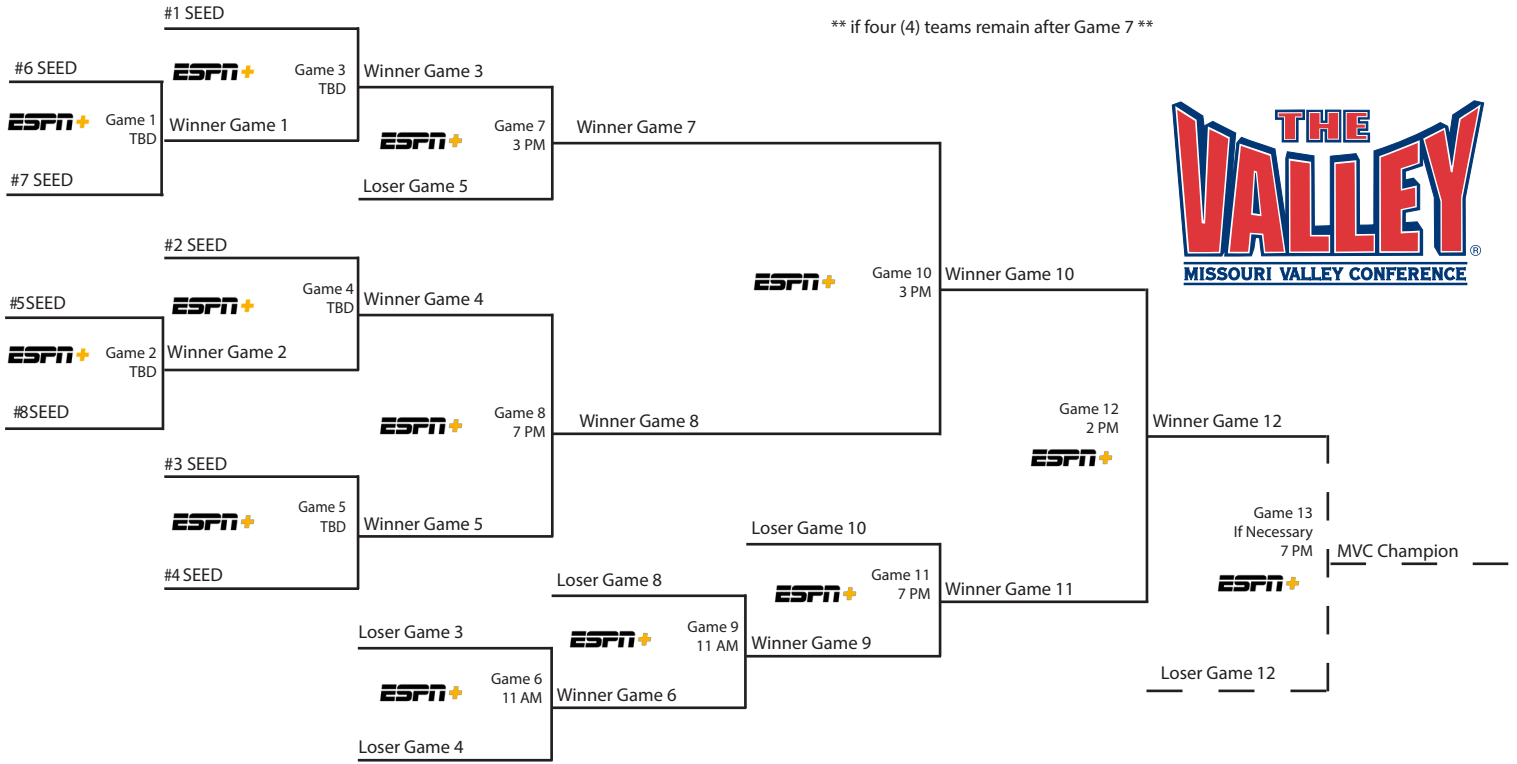 #1 SEED
** if four (4) teams remain after Game 7 **
#6 SEED
ESPN+
Game 3
TBD
Winner Game 3
ESPN+
Game 1
TBD
Winner Game 1
ESPN+
Game 7
3 PM
Winner Game 7
#7 SEED
Loser Game 5
THE
VALLEY
®
MISSOURI VALLEY CONFERENCE
#2 SEED
#5SEED
ESPN+
Game 4
TBD
Winner Game 4
ESPN+
Game 10
3 PM
Winner Game 10
ESPN+
Game 2
TBD
Winner Game 2
#8SEED
ESPN+
Game 8
7 PM
Winner Game 8
Game 12
2 PM
ESPN+
Winner Game 12
#3 SEED
ESPN+
Game 5
TBD
Winner Game 5
#4 SEED
Loser Game 10
Game 13
If Necessary
7 PM
ESPN+
MVC Champion
Loser Game 8
ESPN+
Game 11
7 PM
Winner Game 11
Loser Game 3
ESPN+
Game 9
11 AM
Winner Game 9
ESPN+
Game 6
11 AM
Winner Game 6
Loser Game 12
Loser Game 4